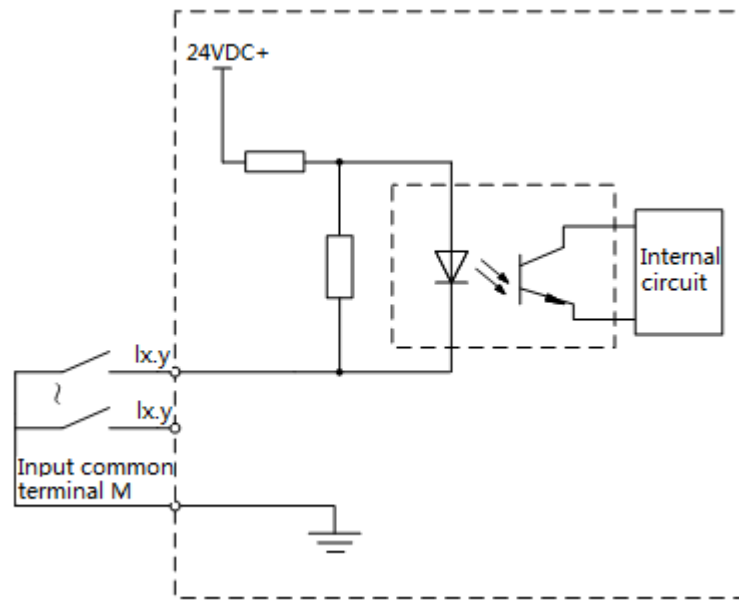 24VDC+
Internal
circuit
Ix.y
Ix.y
Input common
terminal M